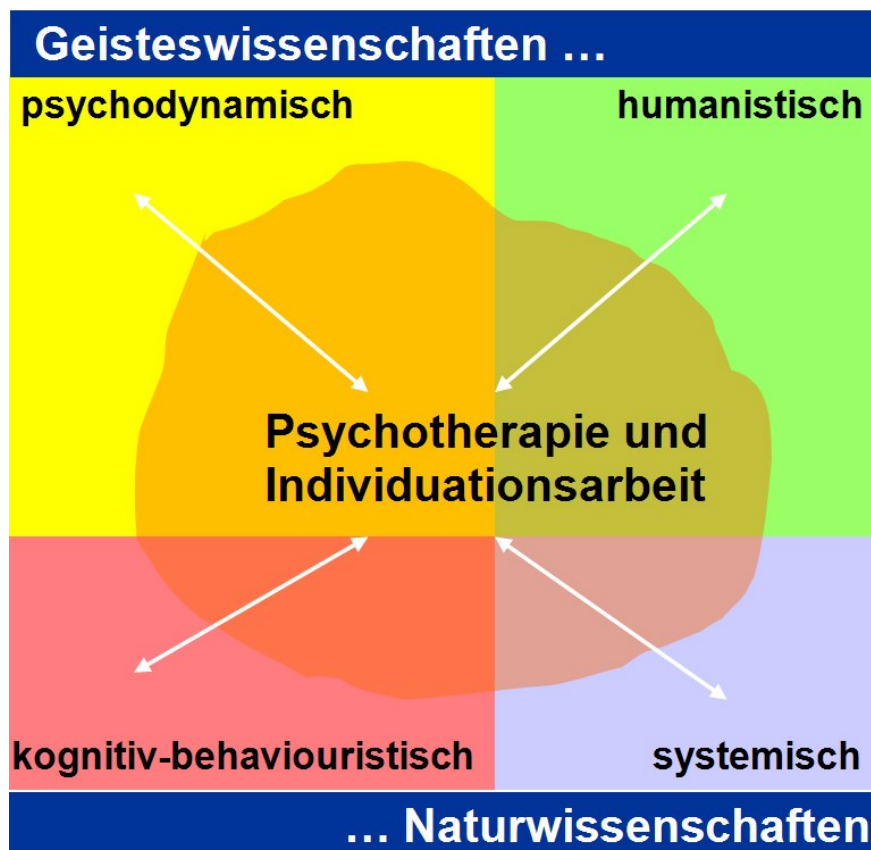 Geisteswissenschaften …
psychodynamisch
humanistisch
Psychotherapie und
Individuationsarbeit
kognitiv-behaviouristisch
systemisch
… Naturwissenschaften